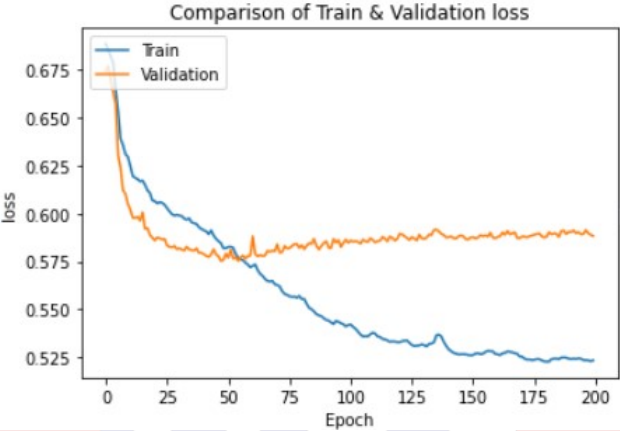 Comparison of Train & Validation loss
Train
Validation
loss
0.675
0.650
0.625
0.600
0.575
0.550
0.525
0 25 50 75 100 125 150 175 200
Epoch